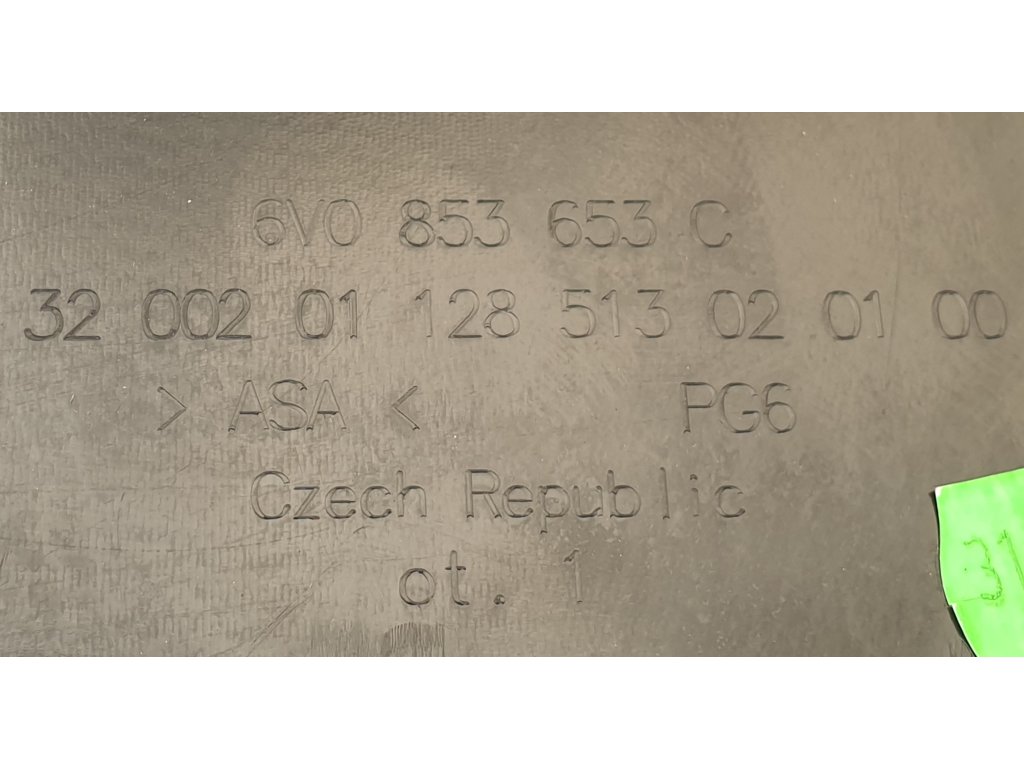 6V0 853 653 C
32 002 01 128 513 02 01 00
> ASA < PG6
Czech Republic
ot. 1